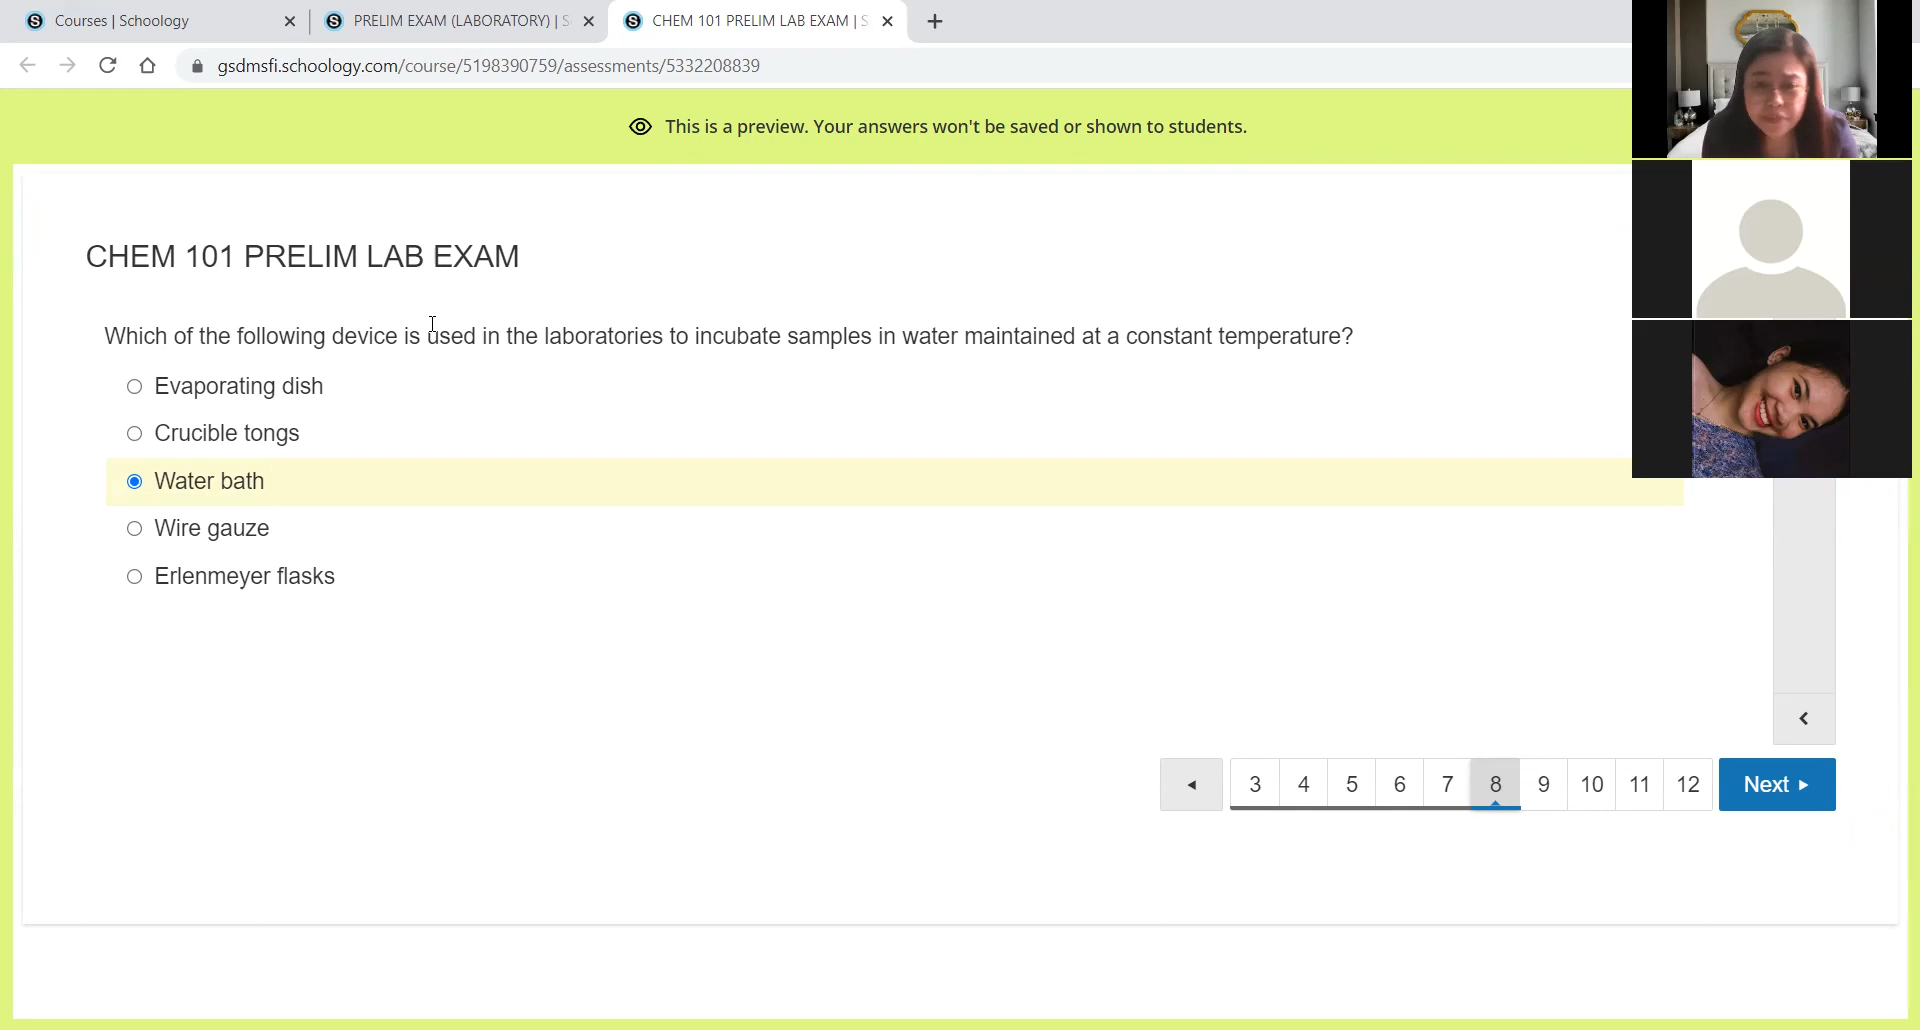 Courses | Schoology
PRELIM EXAM (LABORATORY) | S
CHEM 101 PRELIM LAB EXAM | S
gsdmsfi.schoology.com/course/5198390759/assessments/5332208839
This is a preview. Your answers won't be saved or shown to students.
CHEM 101 PRELIM LAB EXAM
Which of the following device is used in the laboratories to incubate samples in water maintained at a constant temperature?
Evaporating dish
Crucible tongs
Water bath
Wire gauze
Erlenmeyer flasks
3 4 5 6 7 8 9 10 11 12 Next